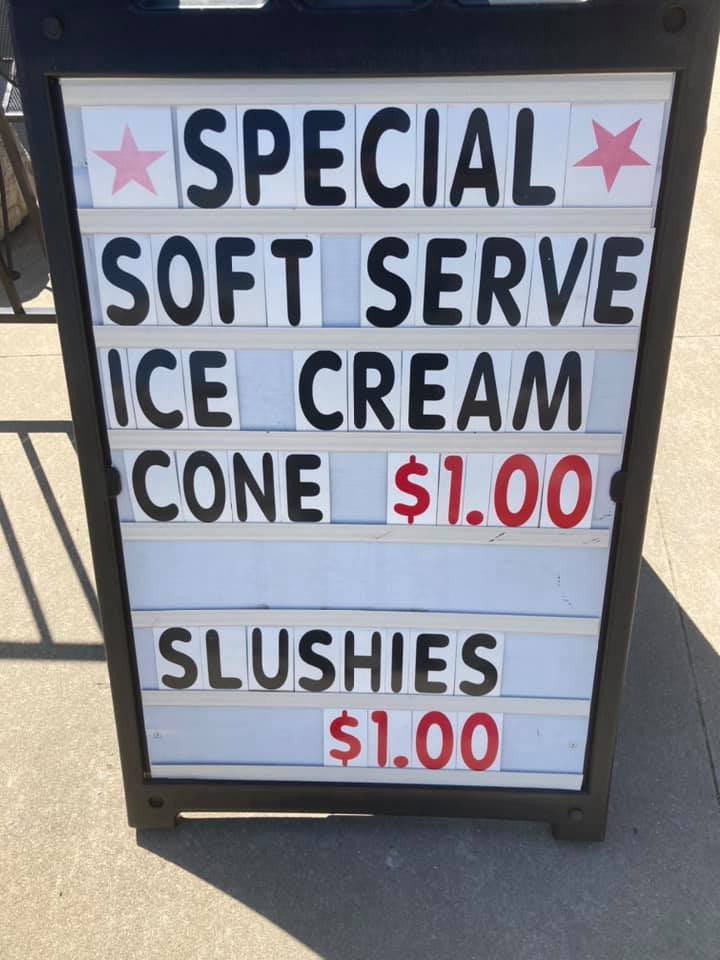 SPECIAL
SOFT SERVE
ICE CREAM
CONE $1.00
SLUSHIES
$1.00